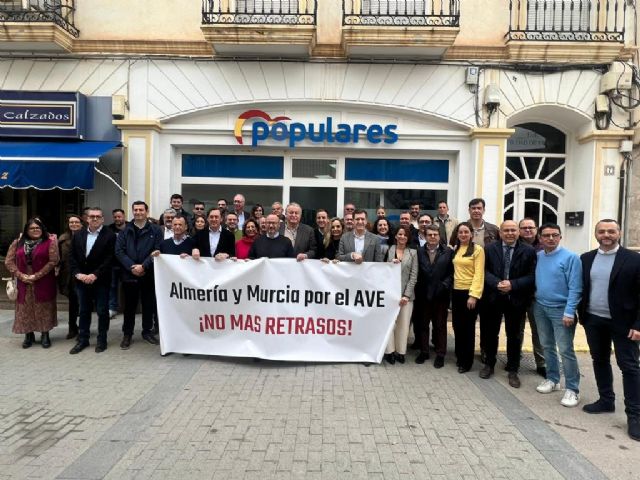 Calzados
populares
Almería y Murcia por el AVE
¡NO MAS RETRASOS!